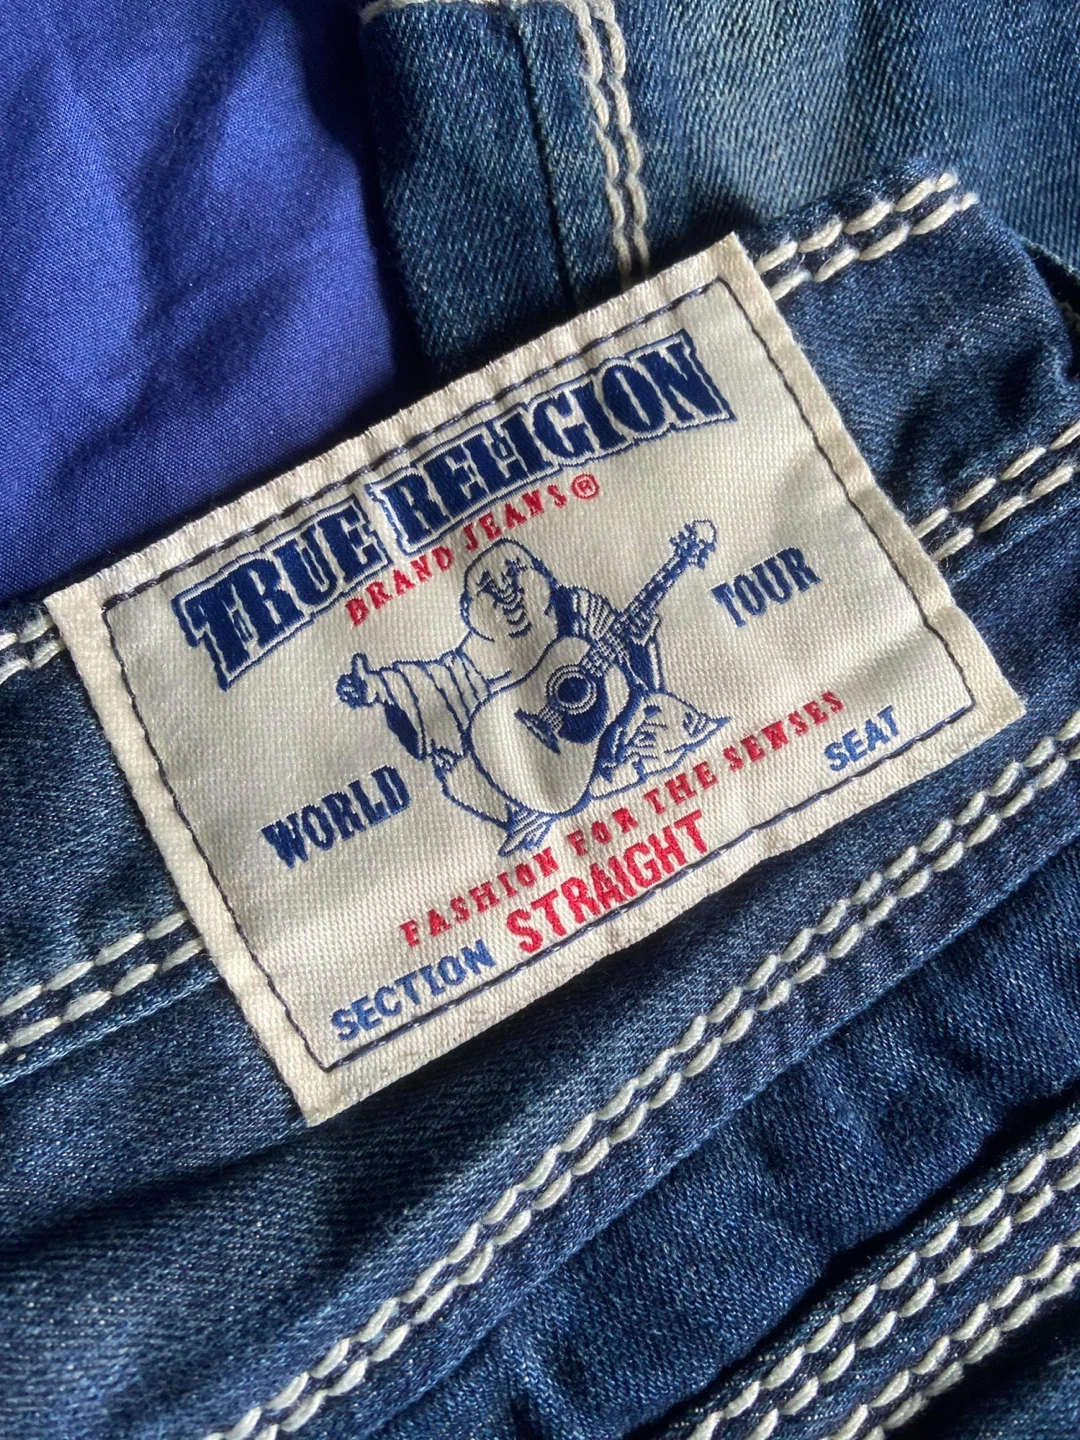 TRUE RELIGION
BRAND JEANS®
WORLD TOUR
FASHION FOR THE SENSES
SECTION STRAIGHT SEAT